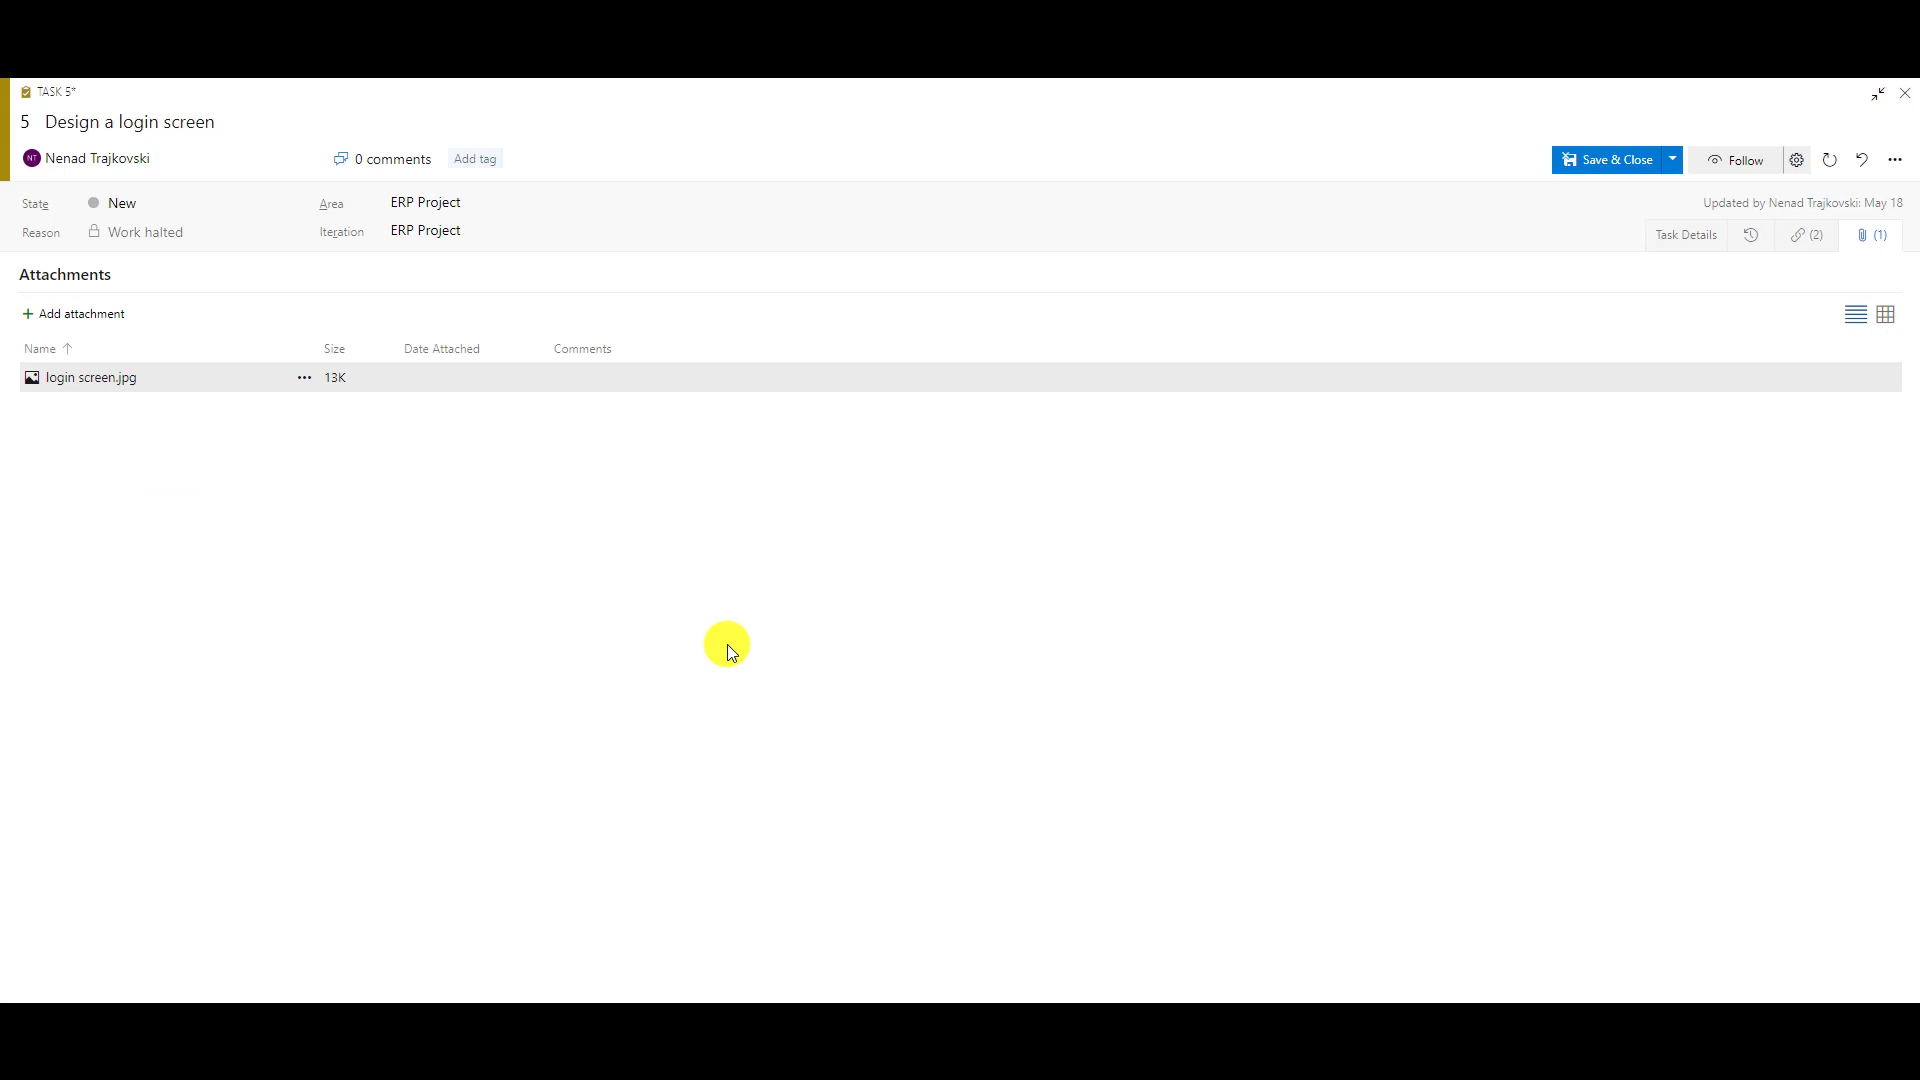 TASK 5*
5 Design a login screen
NT Nenad Trajkovski 0 comments Add tag Save & Close Follow
State New Area ERP Project Updated by Nenad Trajkovski: May 18
Reason Work halted Iteration ERP Project Task Details (2) (1)
Attachments
+ Add attachment
Name Size Date Attached Comments
login screen.jpg ... 13K